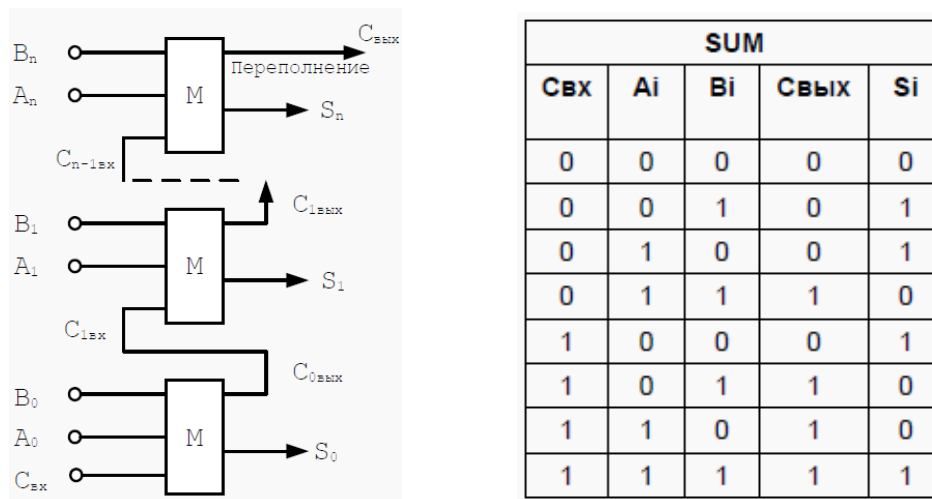 Cвых
Bn
Переполнение
An
M
Sn
Cn-1вх
C1вых
B1
A1
M
S1
C1вх
C0вых
B0
A0
M
S0
Cвх
SUM
Свх Ai Bi Свых Si
0 0 0 0 0
0 0 1 0 1
0 1 0 0 1
0 1 1 1 0
1 0 0 0 1
1 0 1 1 0
1 1 0 1 0
1 1 1 1 1